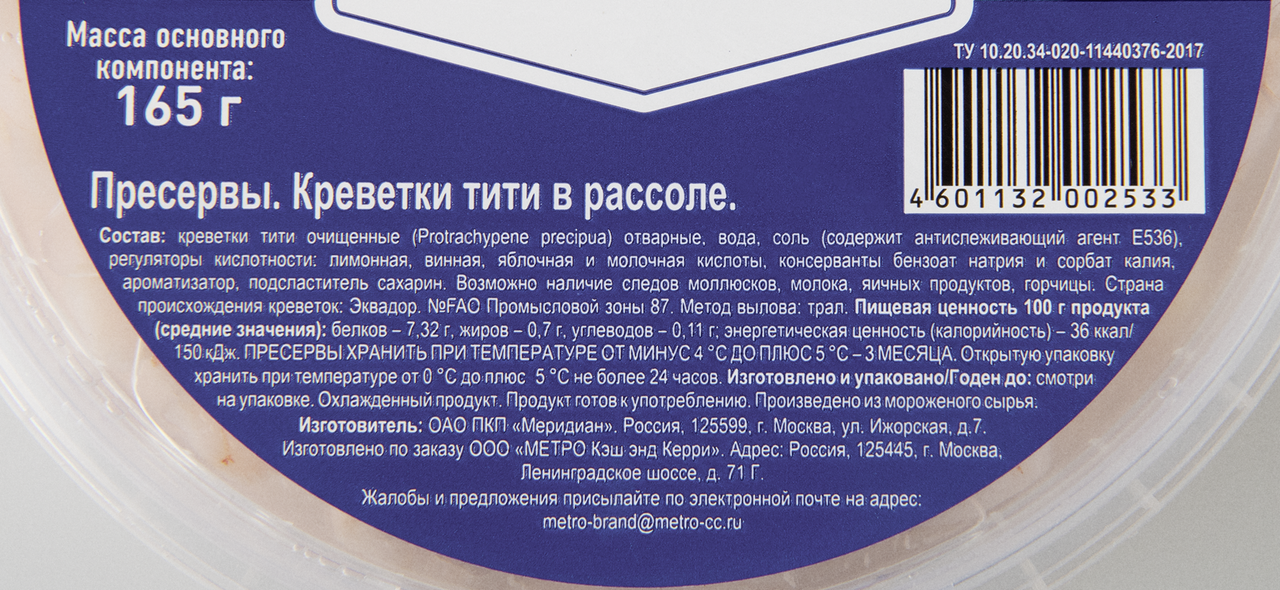 Масса основного
компонента:
165 г
ТУ 10.20.34-020-11440376-2017
4 601132 002533
Пресервы. Креветки тити в рассоле.
Состав: креветки тити очищенные (Protrachypene precipua) отварные, вода, соль (содержит антислеживающий агент Е536),
регуляторы кислотности: лимонная, винная, яблочная и молочная кислоты, консерванты бензоат натрия и сорбат калия,
ароматизатор, подсластитель сахарин. Возможно наличие следов моллюсков, молока, яичных продуктов, горчицы. Страна
происхождения креветок: Эквадор. №FAO Промысловой зоны 87. Метод вылова: трал. Пищевая ценность 100 г продукта
(средние значения): белков – 7,32 г, жиров – 0,7 г, углеводов – 0,11 г; энергетическая ценность (калорийность) – 36 ккал/
150 кДж. ПРЕСЕРВЫ ХРАНИТЬ ПРИ ТЕМПЕРАТУРЕ ОТ МИНУС 4 °С ДО ПЛЮС 5 °С – 3 МЕСЯЦА. Открытую упаковку
хранить при температуре от 0 °С до плюс 5 °С не более 24 часов. Изготовлено и упаковано/Годен до: смотри
на упаковке. Охлажденный продукт. Продукт готов к употреблению. Произведено из мороженого сырья.
Изготовитель: ОАО ПКП «Меридиан». Россия, 125599, г. Москва, ул. Ижорская, д.7.
Изготовлено по заказу ООО «МЕТРО Кэш энд Керри». Адрес: Россия, 125445, г. Москва,
Ленинградское шоссе, д. 71 Г.
Жалобы и предложения присылайте по электронной почте на адрес:
metro-brand@metro-cc.ru